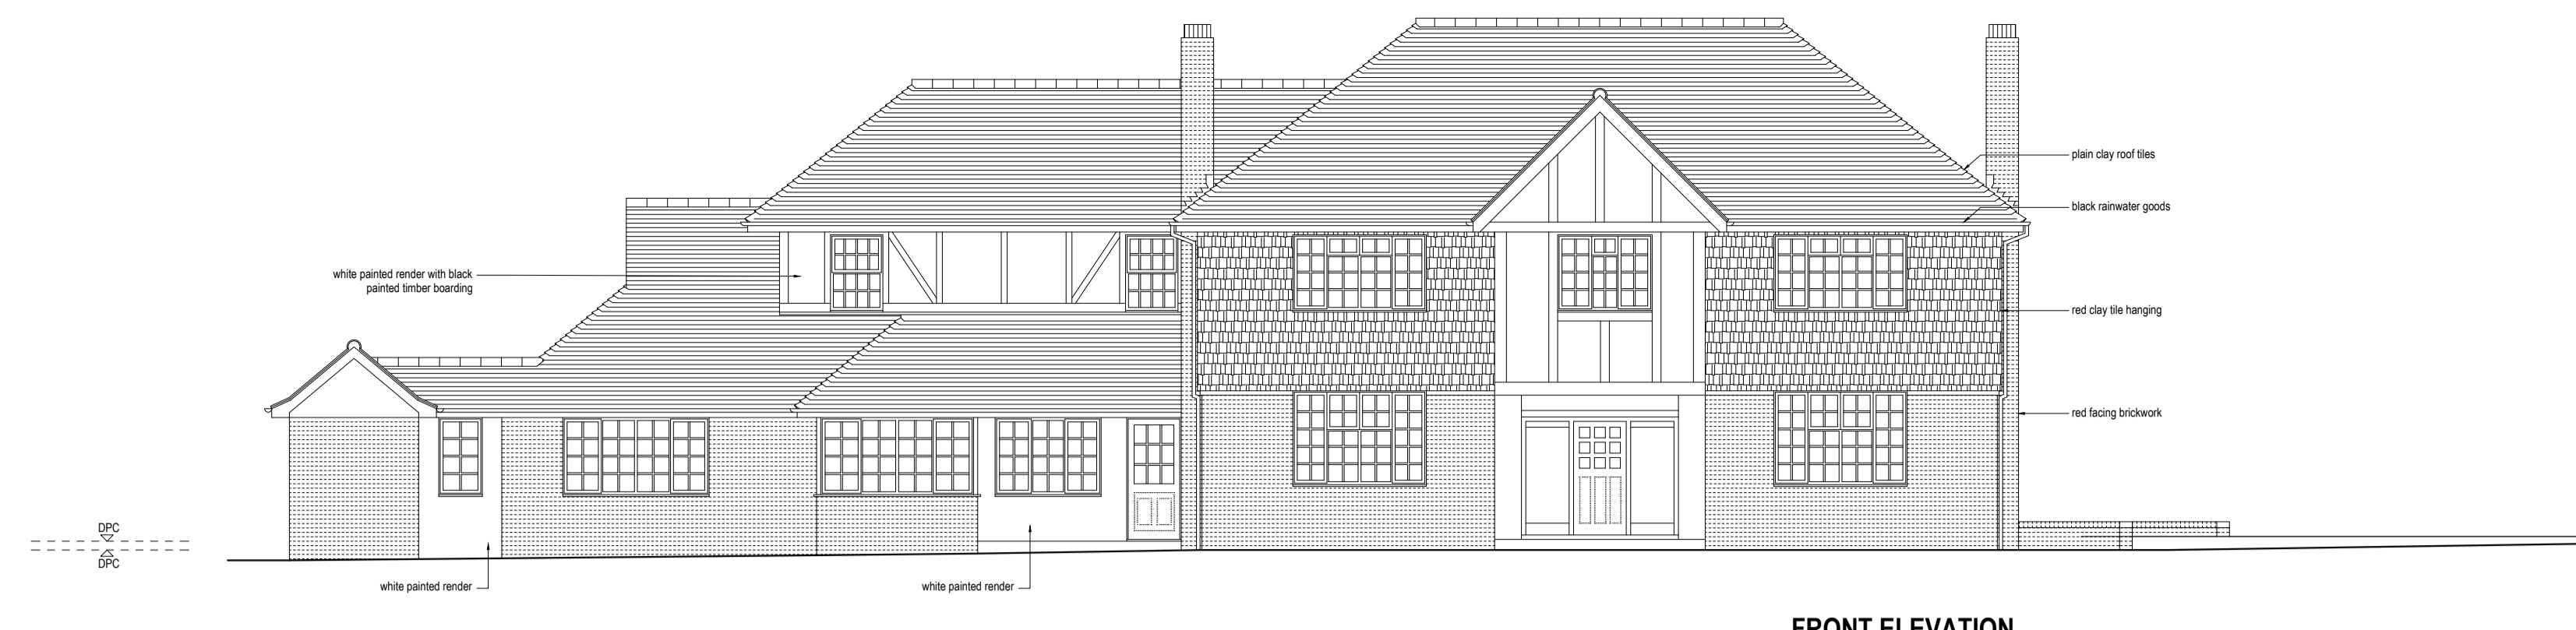 plain clay roof tiles
black rainwater goods
white painted render with black
painted timber boarding
red clay tile hanging
red facing brickwork
DPC
DPC
white painted render
white painted render
FRONT ELEVATION